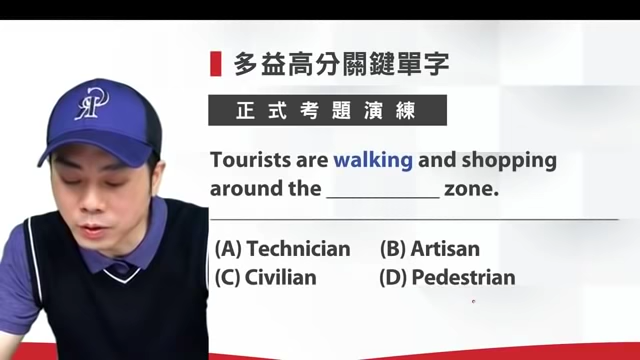 多益高分關鍵單字
正式考題演練
Tourists are walking and shopping
around the __________ zone.
(A) Technician (B) Artisan
(C) Civilian (D) Pedestrian